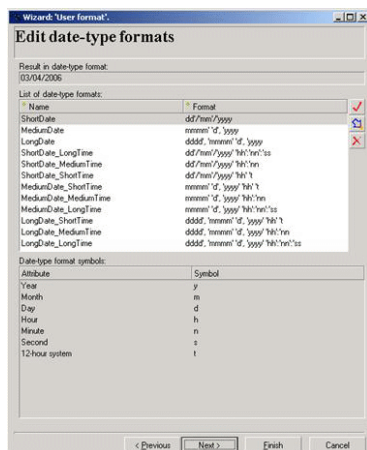 Wizard: 'User format'.
Edit date-type formats
Result in date-type format:
03/04/2006
List of date-type formats:
* Name * Format
ShortDate dd'/'mm'/'yyyy
MediumDate mmmm' 'd', 'yyyy
LongDate dddd', 'mmmm' 'd', 'yyyy
ShortDate_LongTime dd'/'mm'/'yyyy' 'hh':'nn':'ss
ShortDate_MediumTime dd'/'mm'/'yyyy' 'hh':'nn
ShortDate_ShortTime dd'/'mm'/'yyyy' 'hh' 't
MediumDate_ShortTime mmmm' 'd', 'yyyy' 'hh' 't
MediumDate_MediumTime mmmm' 'd', 'yyyy' 'hh':'nn
MediumDate_LongTime mmmm' 'd', 'yyyy' 'hh':'nn':'ss
LongDate_ShortTime dddd', 'mmmm' 'd', 'yyyy' 'hh' 't
LongDate_MediumTime dddd', 'mmmm' 'd', 'yyyy' 'hh':'nn
LongDate_LongTime dddd', 'mmmm' 'd', 'yyyy' 'hh':'nn':'ss
Date-type format symbols:
Attribute Symbol
Year y
Month m
Day d
Hour h
Minute n
Second s
12-hour system t
< Previous Next > Finish Cancel